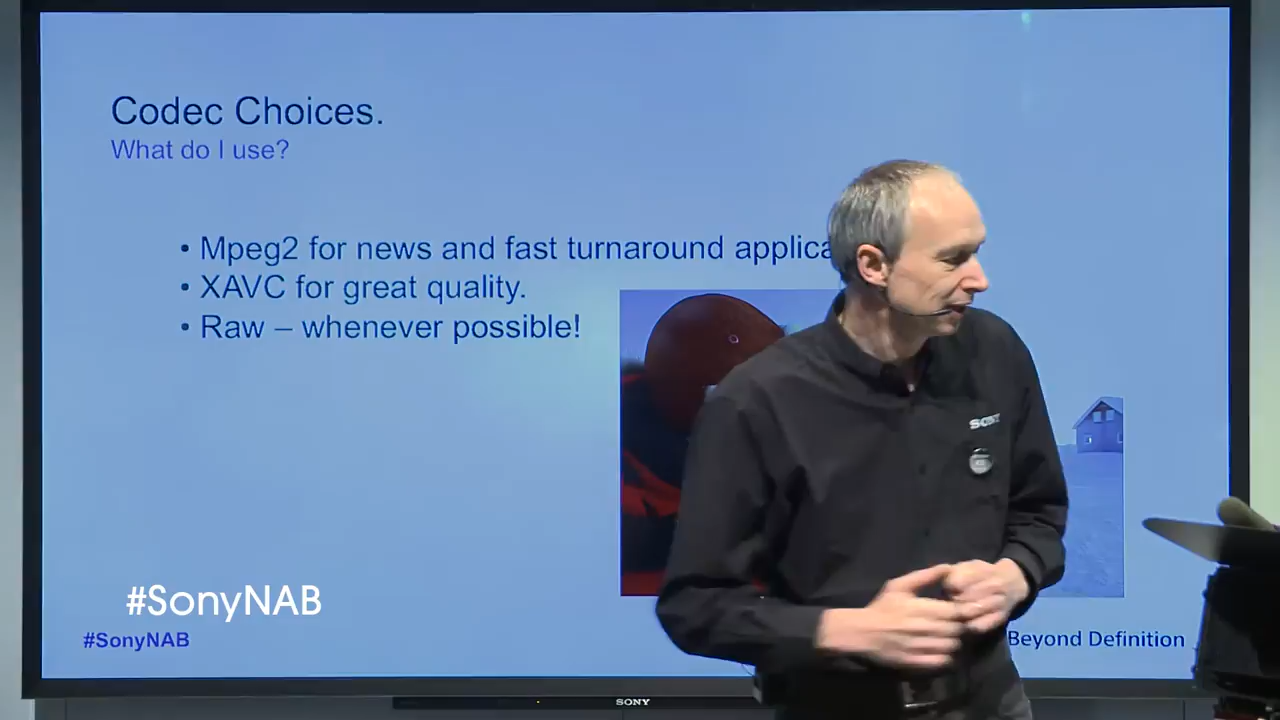 Codec Choices.
What do I use?
• Mpeg2 for news and fast turnaround
• XAVC for great quality.
• Raw – whenever possible!
SONY
#SonyNAB
#SonyNAB
Beyond Definition
SONY